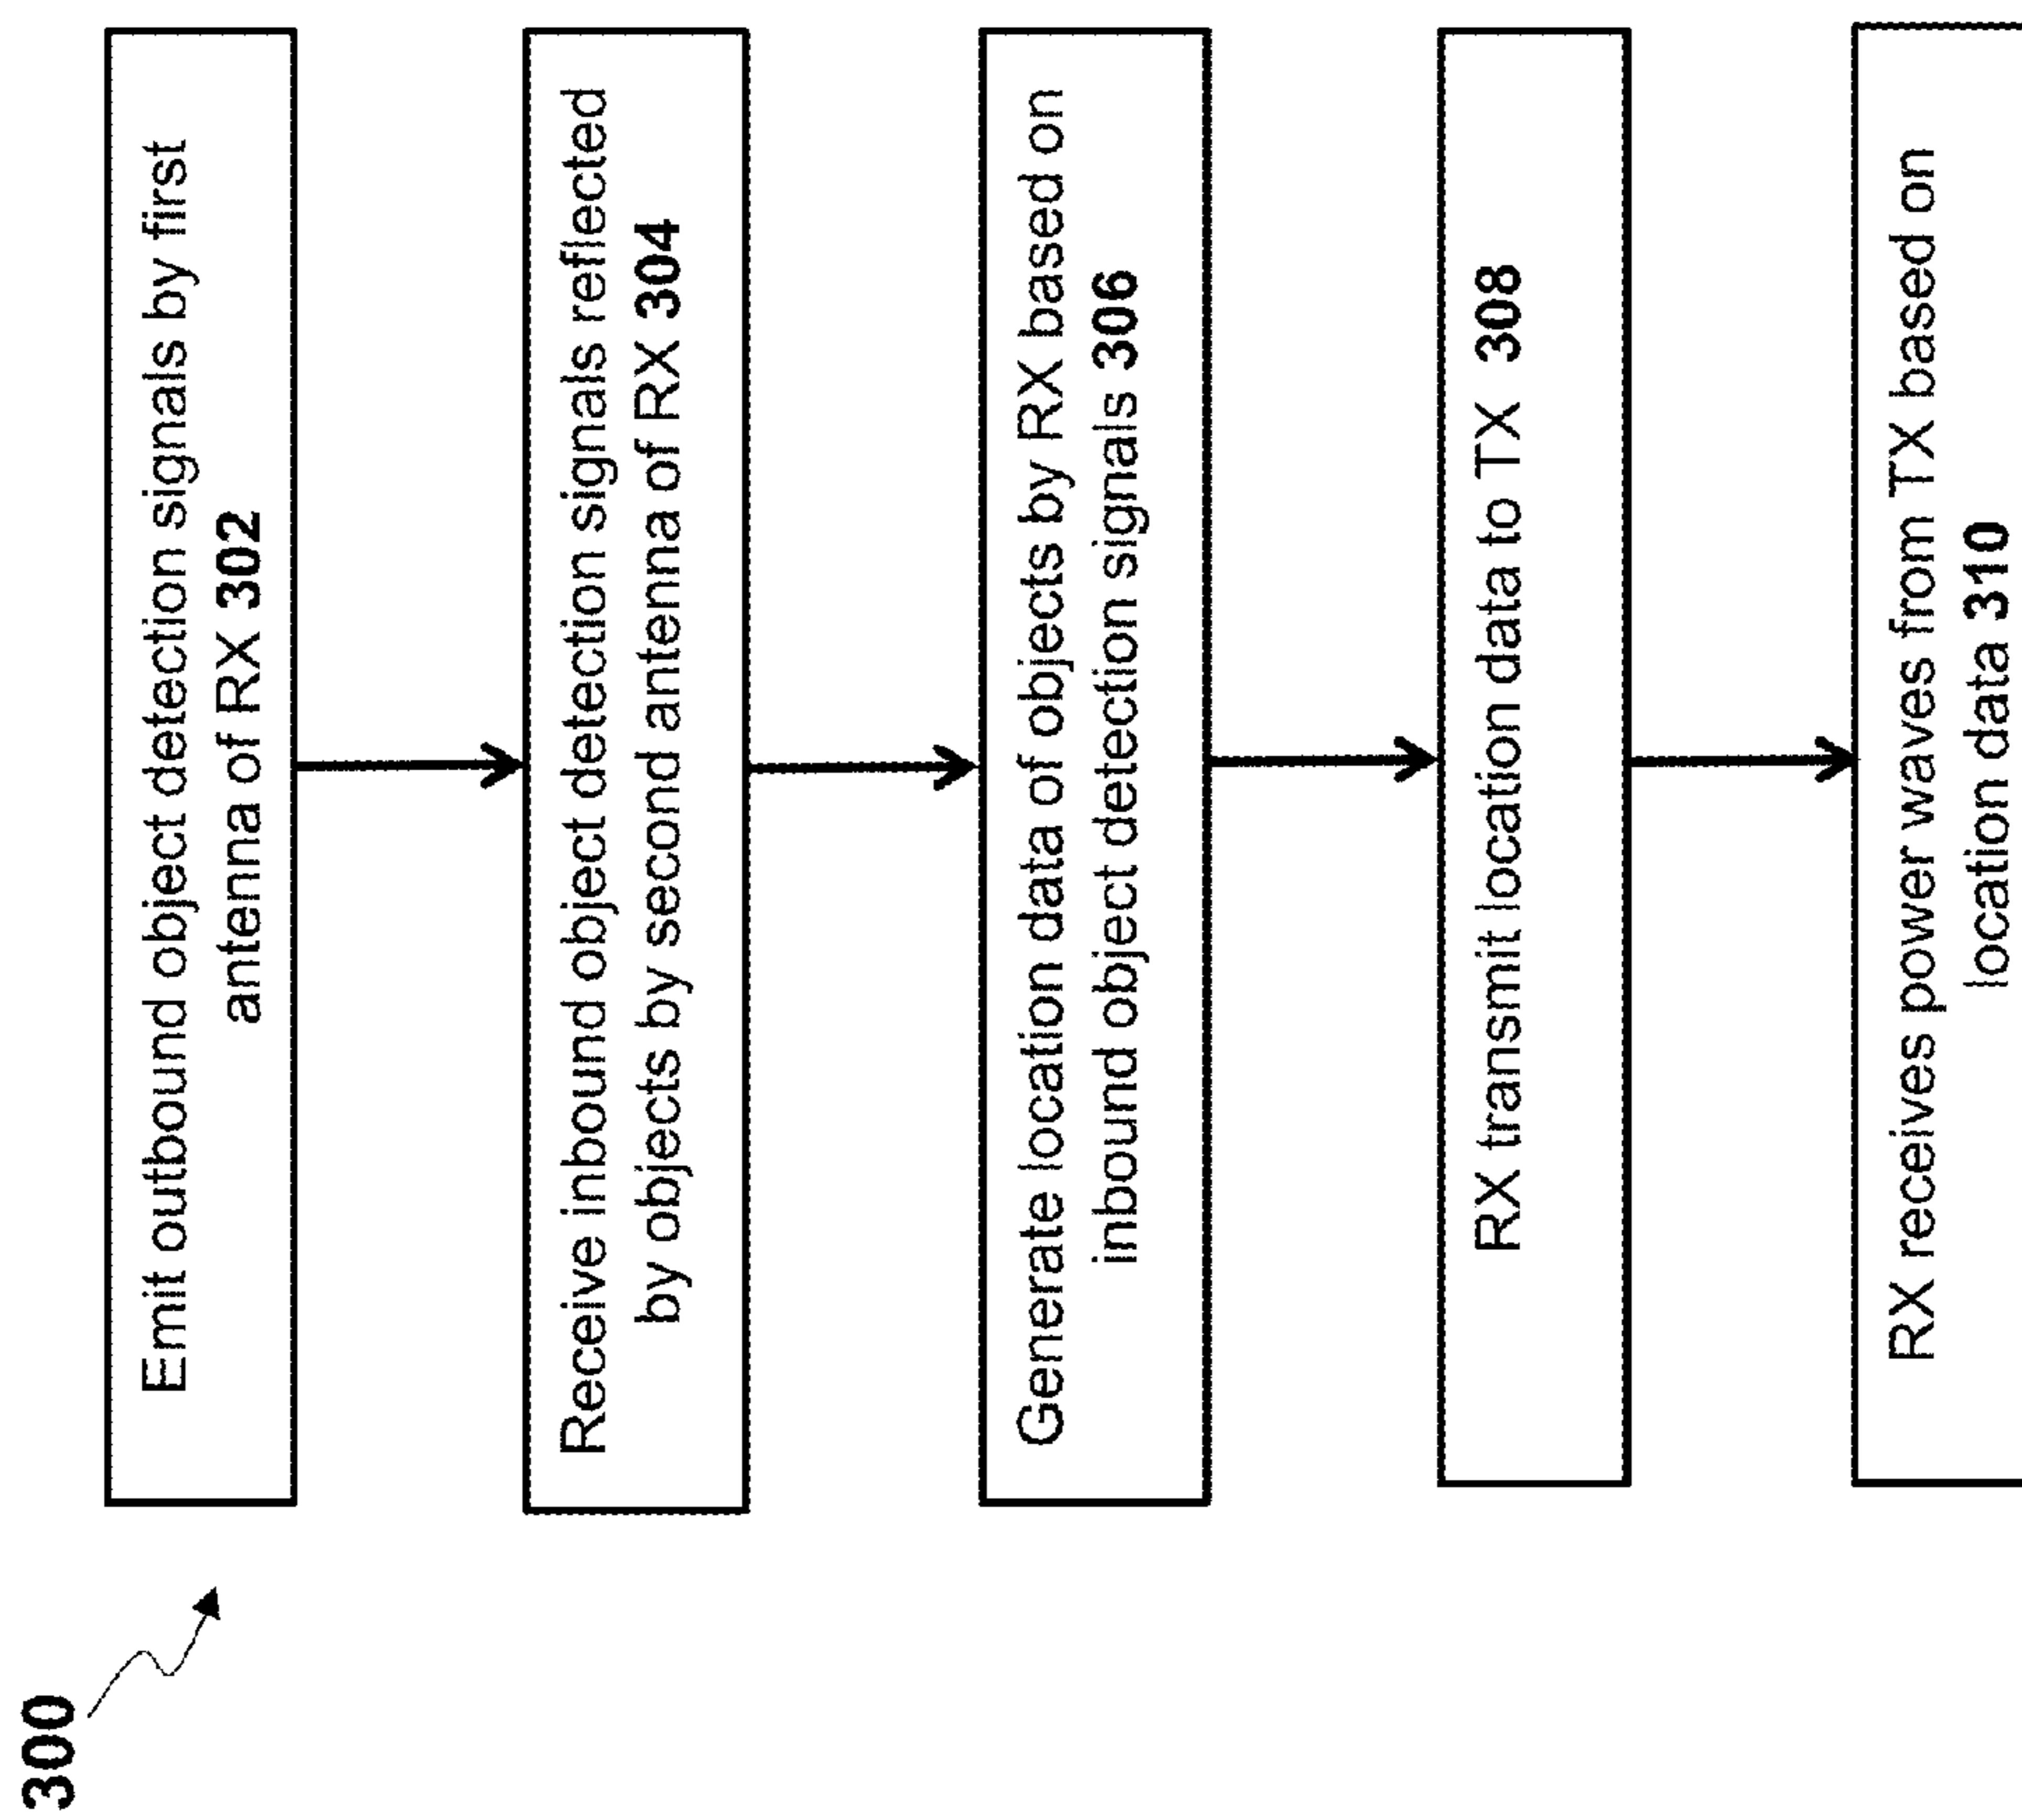 300
Emit outbound object detection signals by first
antenna of RX 302
Receive inbound object detection signals reflected
by objects by second antenna of RX 304
Generate location data of objects by RX based on
inbound object detection signals 306
RX transmit location data to TX 308
RX receives power waves from TX based on
location data 310